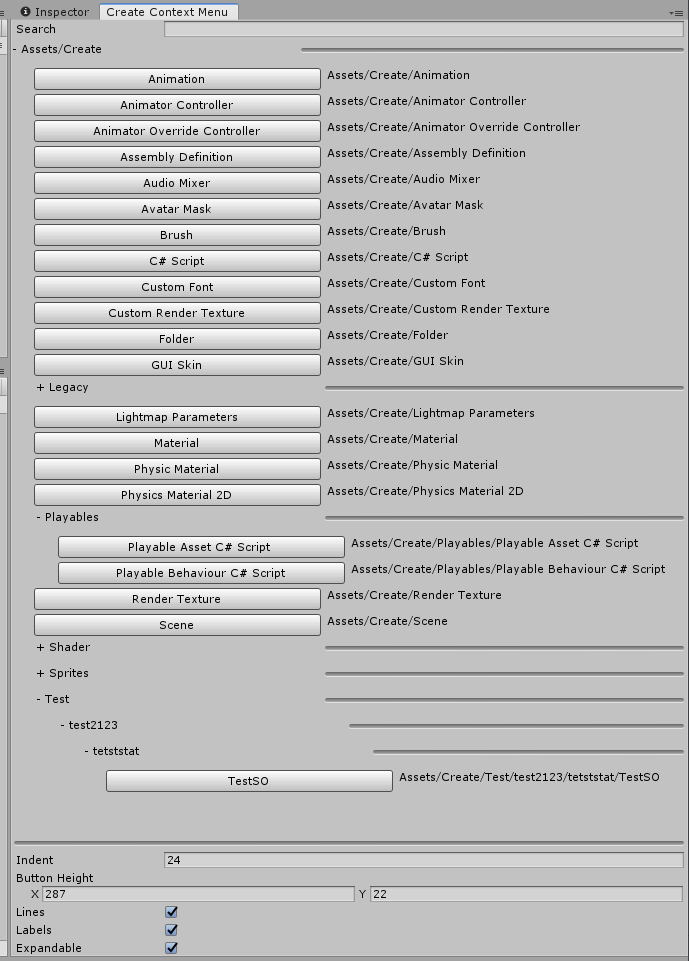 Inspector Create Context Menu
Search
- Assets/Create
Animation Assets/Create/Animation
Animator Controller Assets/Create/Animator Controller
Animator Override Controller Assets/Create/Animator Override Controller
Assembly Definition Assets/Create/Assembly Definition
Audio Mixer Assets/Create/Audio Mixer
Avatar Mask Assets/Create/Avatar Mask
Brush Assets/Create/Brush
C# Script Assets/Create/C# Script
Custom Font Assets/Create/Custom Font
Custom Render Texture Assets/Create/Custom Render Texture
Folder Assets/Create/Folder
GUI Skin Assets/Create/GUI Skin
+ Legacy
Lightmap Parameters Assets/Create/Lightmap Parameters
Material Assets/Create/Material
Physic Material Assets/Create/Physic Material
Physics Material 2D Assets/Create/Physics Material 2D
- Playables
Playable Asset C# Script Assets/Create/Playables/Playable Asset C# Script
Playable Behaviour C# Script Assets/Create/Playables/Playable Behaviour C# Script
Render Texture Assets/Create/Render Texture
Scene Assets/Create/Scene
+ Shader
+ Sprites
- Test
- test2123
- tetststat
TestSO Assets/Create/Test/test2123/tetststat/TestSO
Indent 24
Button Height
X 287 Y 22
Lines
Labels
Expandable